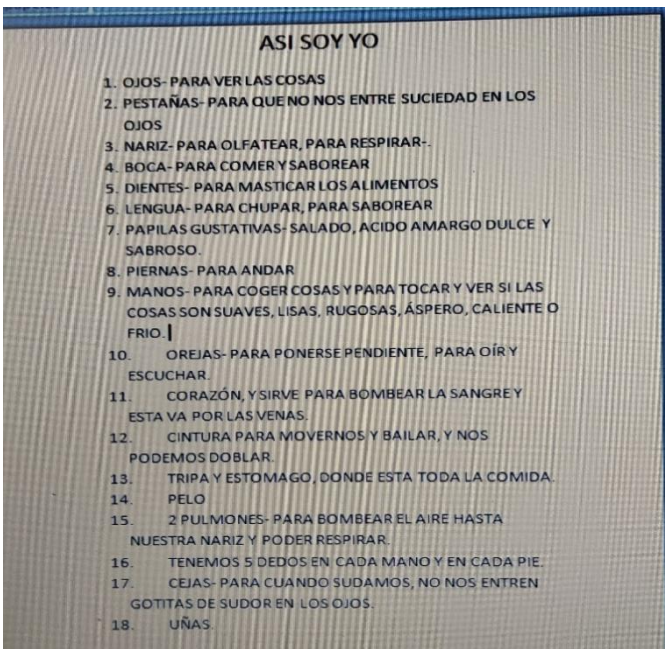 ASI SOY YO
1. OJOS- PARA VER LAS COSAS
2. PESTAÑAS- PARA QUE NO NOS ENTRE SUCIEDAD EN LOS
OJOS
3. NARIZ- PARA OLFATEAR, PARA RESPIRAR-.
4. BOCA- PARA COMER Y SABOREAR
5. DIENTES- PARA MASTICAR LOS ALIMENTOS
6. LENGUA- PARA CHUPAR, PARA SABOREAR
7. PAPILAS GUSTATIVAS- SALADO, ACIDO AMARGO DULCE Y
SABROSO.
8. PIERNAS- PARA ANDAR
9. MANOS- PARA COGER COSAS Y PARA TOCAR Y VER SI LAS
COSAS SON SUAVES, LISAS, RUGOSAS, ÁSPERO, CALIENTE O
FRIO.
10. OREJAS- PARA PONERSE PENDIENTE, PARA OÍR Y
ESCUCHAR.
11. CORAZÓN, Y SIRVE PARA BOMBEAR LA SANGRE Y
ESTA VA POR LAS VENAS.
12. CINTURA PARA MOVERNOS Y BAILAR, Y NOS
PODEMOS DOBLAR.
13. TRIPA Y ESTOMAGO, DONDE ESTA TODA LA COMIDA.
14. PELO
15. 2 PULMONES- PARA BOMBEAR EL AIRE HASTA
NUESTRA NARIZ Y PODER RESPIRAR.
16. TENEMOS 5 DEDOS EN CADA MANO Y EN CADA PIE.
17. CEJAS- PARA CUANDO SUDAMOS, NO NOS ENTREN
GOTITAS DE SUDOR EN LOS OJOS.
18. UÑAS.